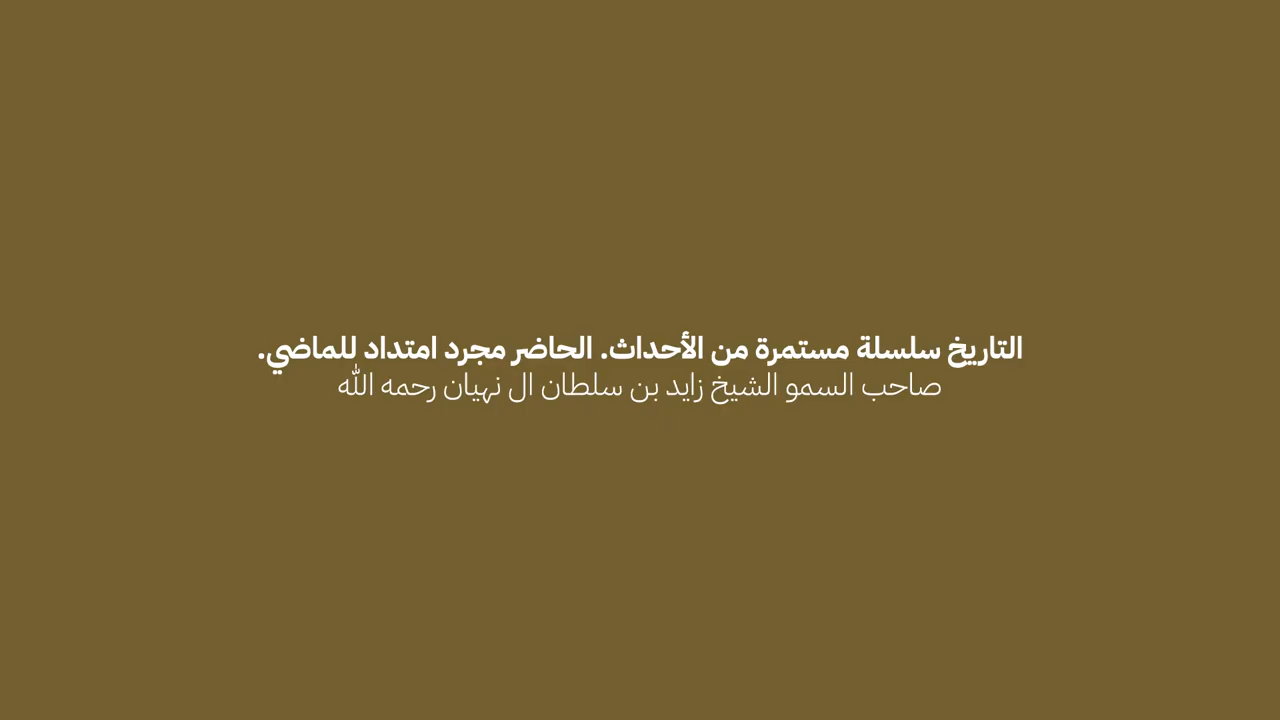 التاريخ سلسلة مستمرة من الأحداث. الحاضر مجرد امتداد للماضي.
صاحب السمو الشيخ زايد بن سلطان ال نهيان رحمه الله